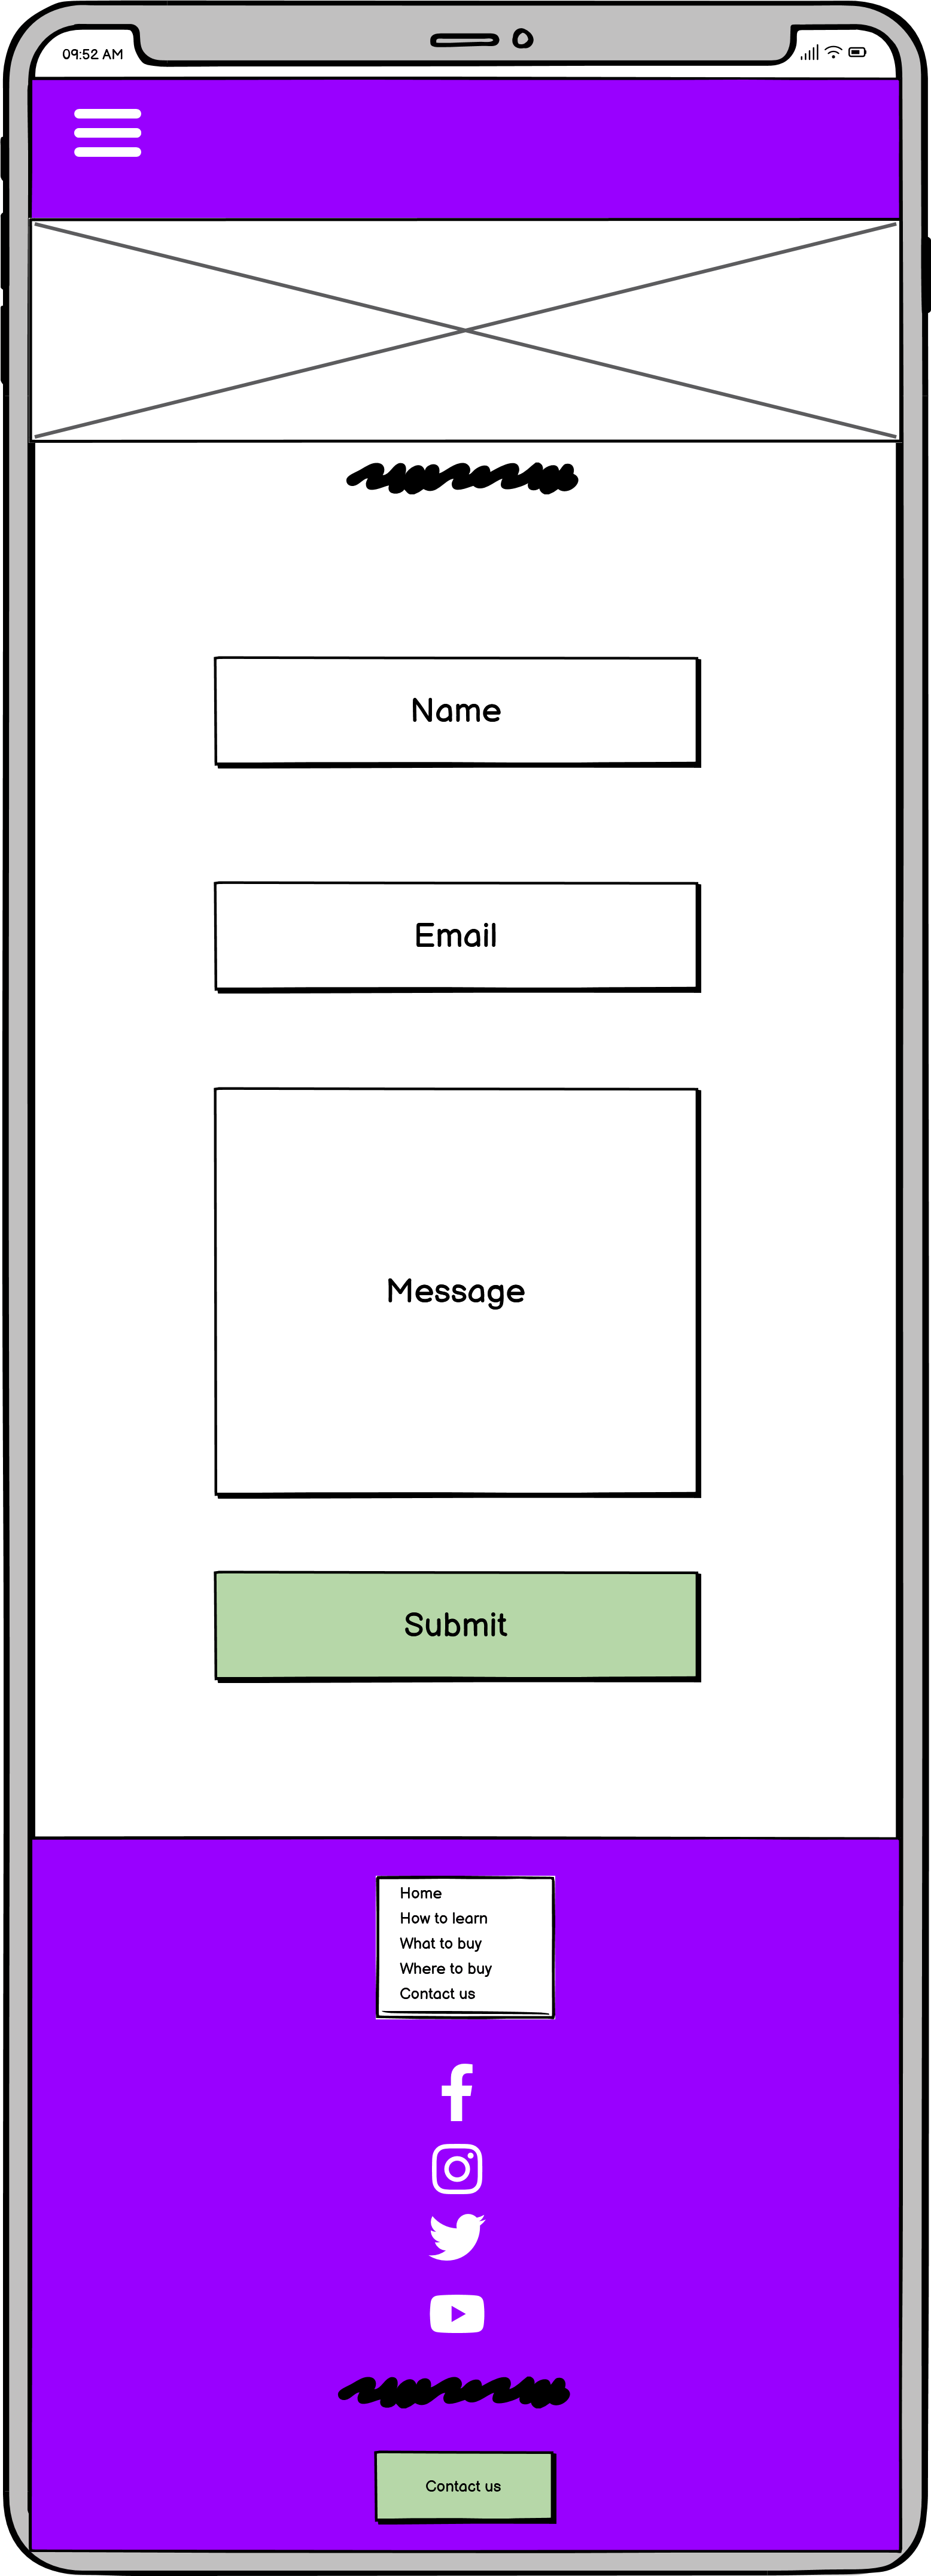 09:52 AM
Name
Email
Message
Submit
Home
How to learn
What to buy
Where to buy
Contact us
Contact us